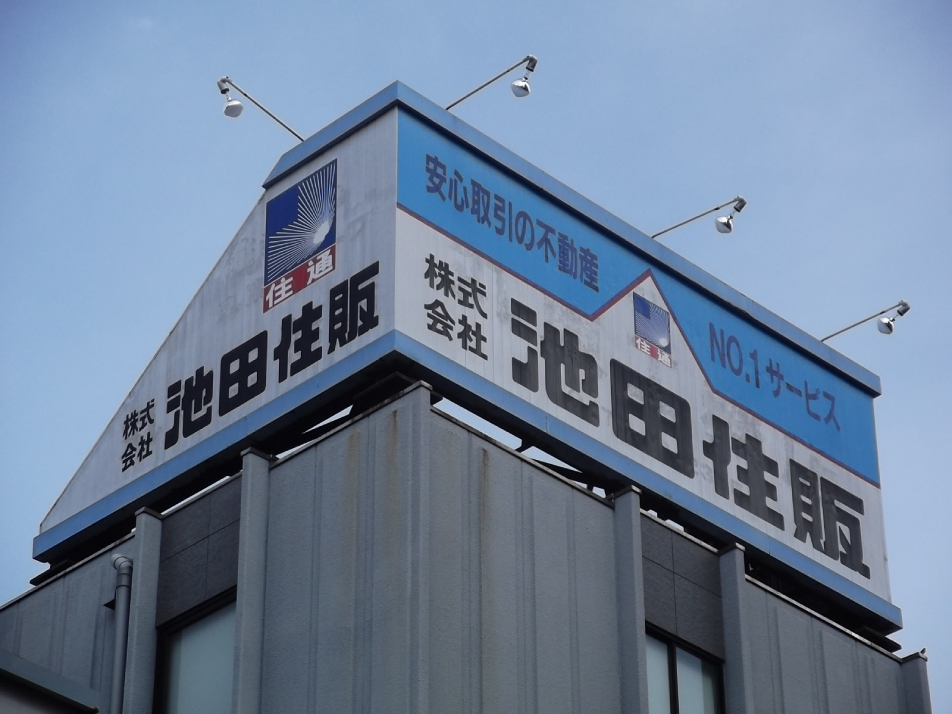 住通
株式
会社
池田住販
安心取引の不動産
株式
会社
池田住販
住通
NO.1サービス